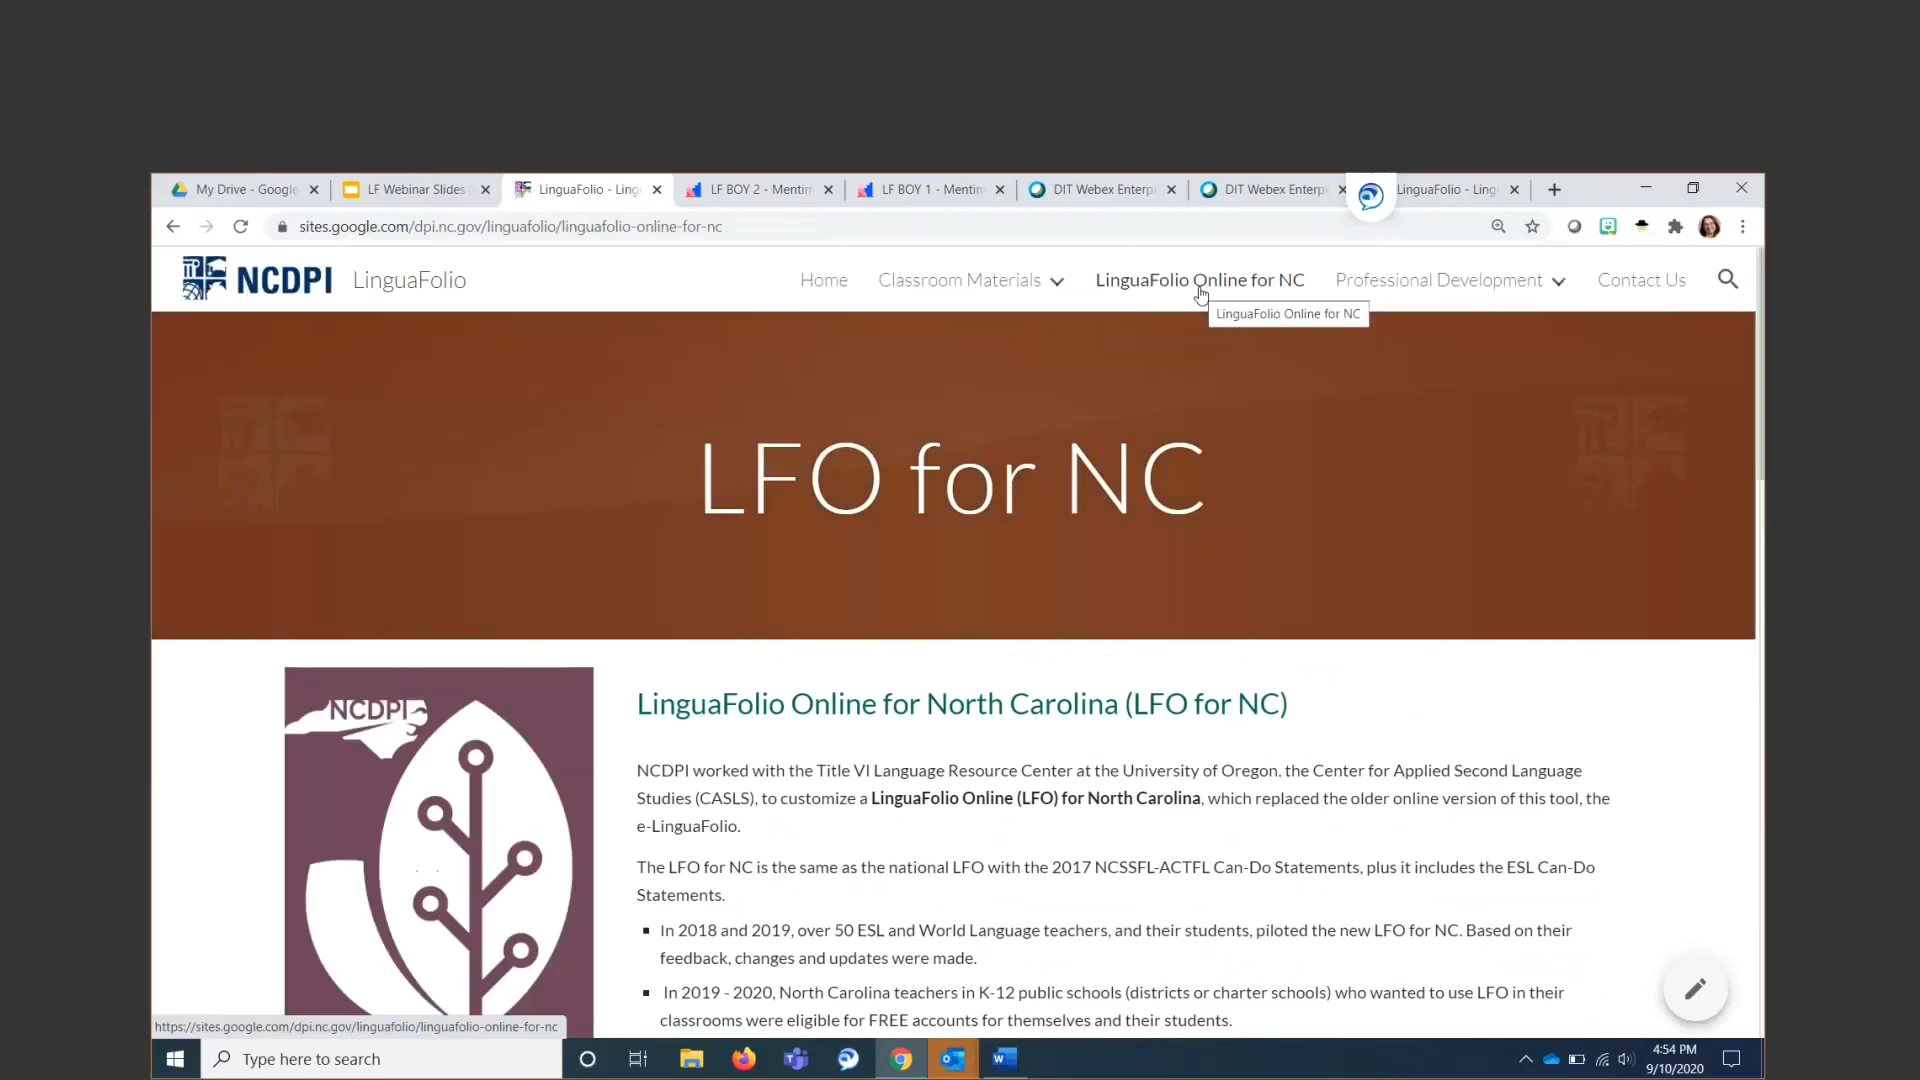 My Drive - Google
LF Webinar Slides
LinguaFolio - Ling
LF BOY 2 - Mentim
LF BOY 1 - Mentim
DIT Webex Enterp
DIT Webex Enterp
LinguaFolio - Ling
sites.google.com/dpi.nc.gov/linguafolio/linguafolio-online-for-nc
NCDPI LinguaFolio
Home
Classroom Materials
LinguaFolio Online for NC
Professional Development
Contact Us
LinguaFolio Online for NC
LFO for NC
NCDPI
LinguaFolio Online for North Carolina (LFO for NC)
NCDPI worked with the Title VI Language Resource Center at the University of Oregon, the Center for Applied Second Language
Studies (CASLS), to customize a LinguaFolio Online (LFO) for North Carolina, which replaced the older online version of this tool, the
e-LinguaFolio.
The LFO for NC is the same as the national LFO with the 2017 NCSSFL-ACTFL Can-Do Statements, plus it includes the ESL Can-Do
Statements.
▪ In 2018 and 2019, over 50 ESL and World Language teachers, and their students, piloted the new LFO for NC. Based on their
feedback, changes and updates were made.
▪ In 2019 - 2020, North Carolina teachers in K-12 public schools (districts or charter schools) who wanted to use LFO in their
classrooms were eligible for FREE accounts for themselves and their students.
https://sites.google.com/dpi.nc.gov/linguafolio/linguafolio-online-for-nc
Type here to search
4:54 PM
9/10/2020